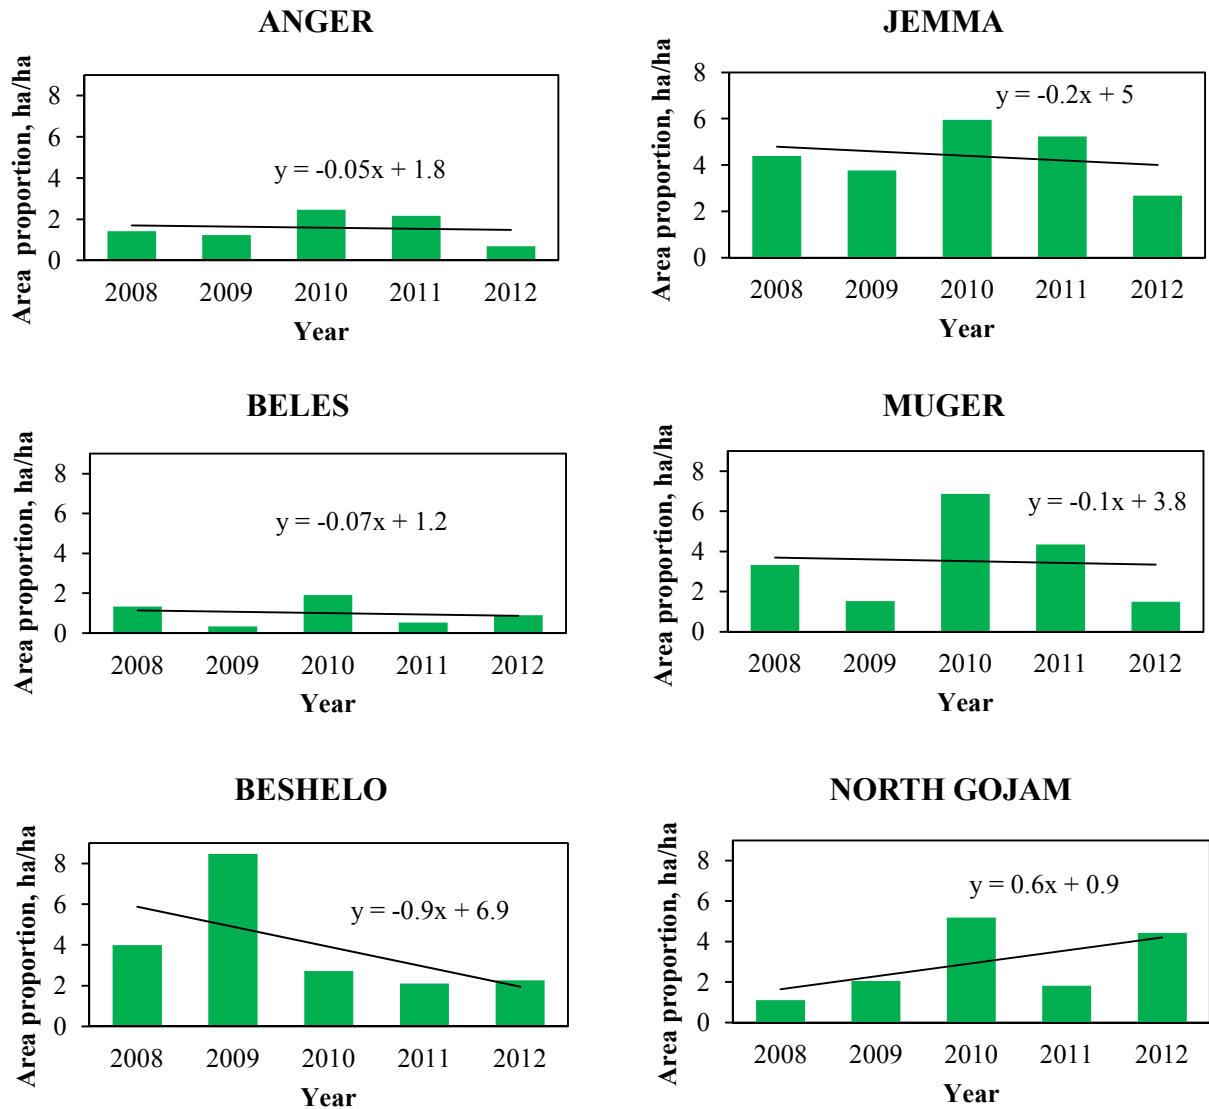 ANGER
Area  proportion, ha/ha
8
6
4
2
0
y = -0.05x + 1.8
2008 2009 2010 2011 2012
Year
JEMMA
Area proportion, ha/ha
8
6
4
2
0
y = -0.2x + 5
2008 2009 2010 2011 2012
Year
BELES
Area proportion, ha/ha
8
6
4
2
0
y = -0.07x + 1.2
2008 2009 2010 2011 2012
Year
MUGER
Area proportion, ha/ha
8
6
4
2
0
y = -0.1x + 3.8
2008 2009 2010 2011 2012
Year
BESHELO
Area proportion, ha/ha
8
6
4
2
0
y = -0.9x + 6.9
2008 2009 2010 2011 2012
Year
NORTH GOJAM
Area proportion, ha/ha
8
6
4
2
0
y = 0.6x + 0.9
2008 2009 2010 2011 2012
Year